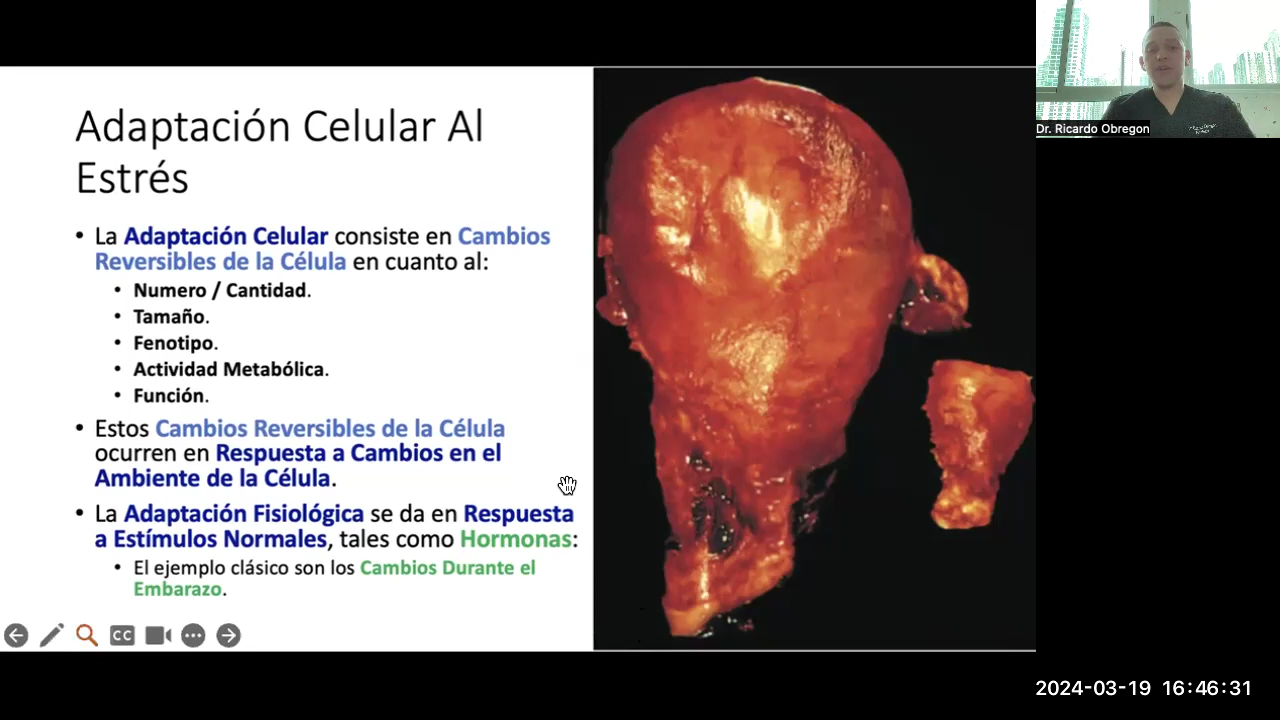 Adaptación Celular Al
Estrés
• La Adaptación Celular consiste en Cambios
Reversibles de la Célula en cuanto al:
• Numero / Cantidad.
• Tamaño.
• Fenotipo.
• Actividad Metabólica.
• Función.
• Estos Cambios Reversibles de la Célula
ocurren en Respuesta a Cambios en el
Ambiente de la Célula.
• La Adaptación Fisiológica se da en Respuesta
a Estímulos Normales, tales como Hormonas:
• El ejemplo clásico son los Cambios Durante el
Embarazo.
CC
Dr. Ricardo Obregon
2024-03-19 16:46:31